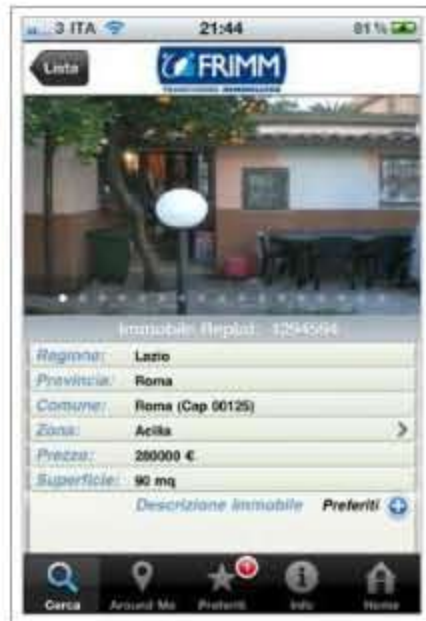 3 ITA 21:44 81 %
Lista
FRIMM
Immobile Replat: 1294594
Regione: Lazio
Provincia: Roma
Comune: Roma (Cap 00125)
Zona: Acilia
Prezzo: 280000 €
Superficie: 90 mq
Descrizione immobile Preferiti
Cerca Around Me Preferiti Info Home